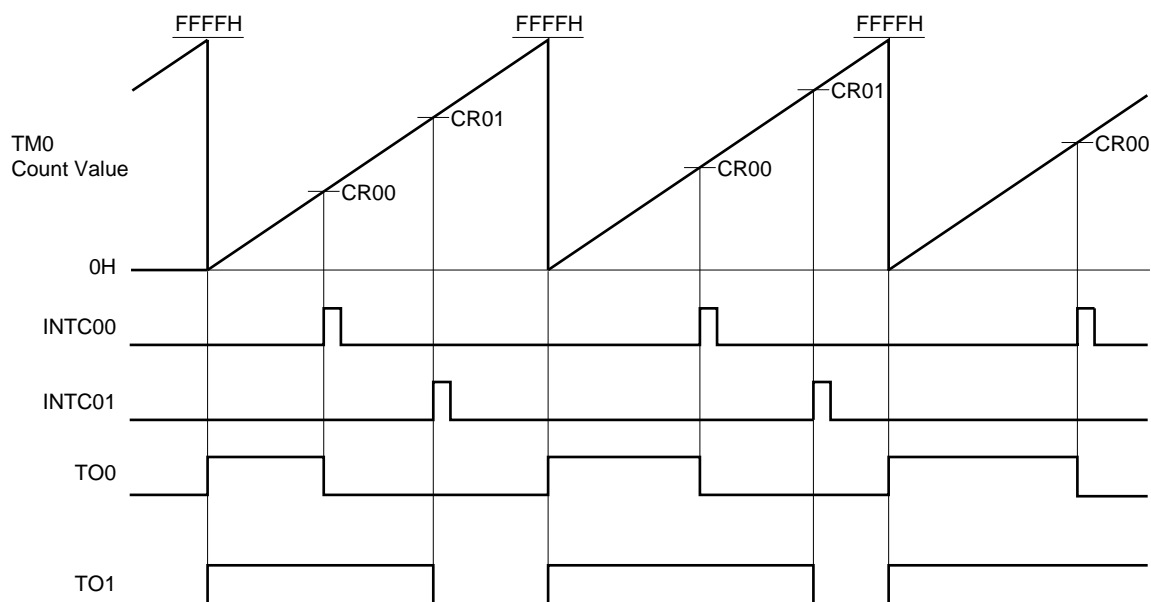 FFFFH
FFFFH
FFFFH
CR01
CR01
TM0
Count Value
CR00
CR00
CR00
0H
INTC00
INTC01
TO0
TO1